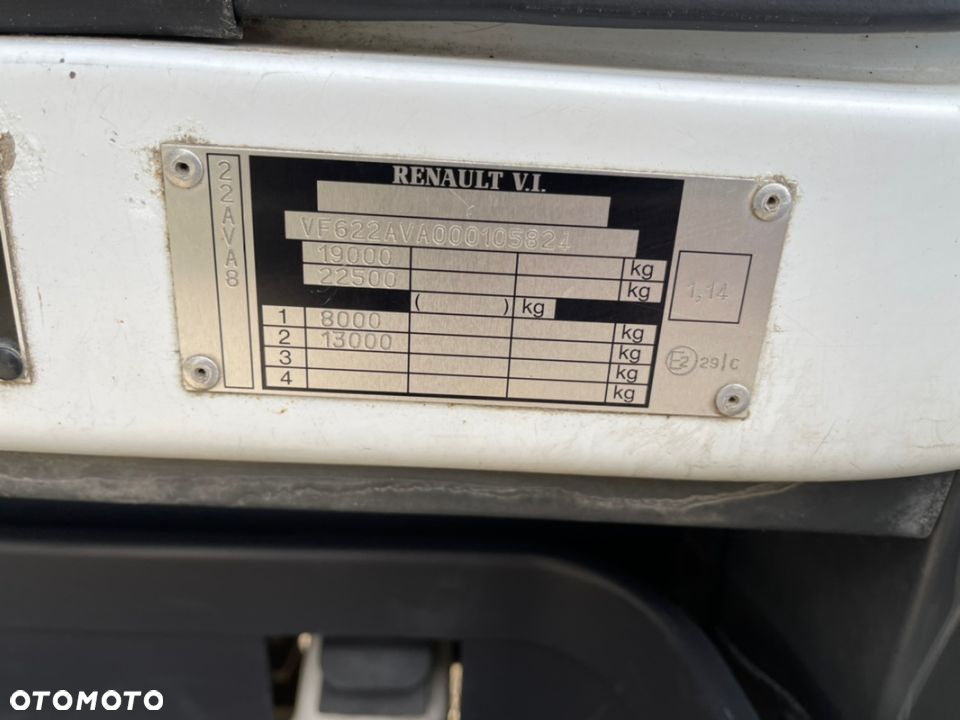 RENAULT V.I.
22AVA8
VF622AVA000105824
19000 kg
22500 kg
( ) kg
1 8000 kg
2 13000 kg
3 kg
4 kg
1,14
E2 29/C
OTOMOTO